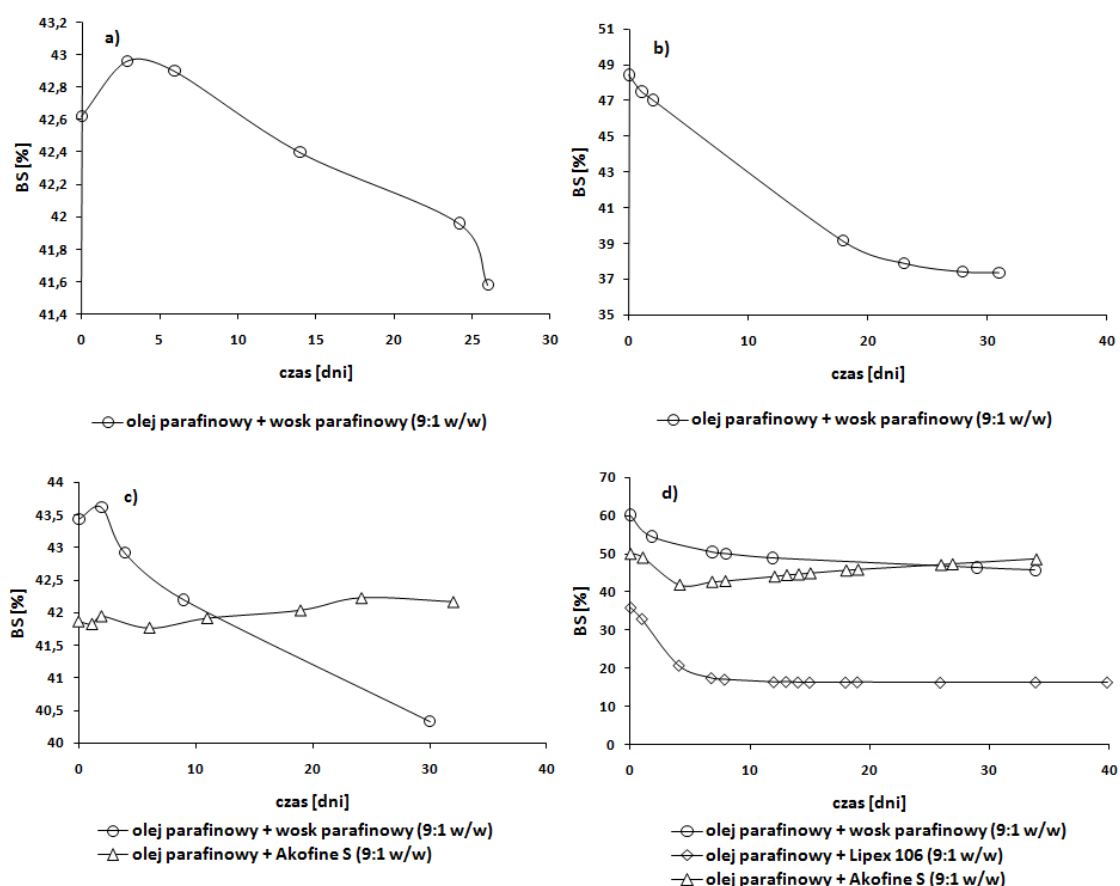 a)
43,2
43
42,8
42,6
42,4
42,2
42
41,8
41,6
41,4
BS [%]
0 5 10 15 20 25 30
czas [dni]
olej parafinowy + wosk parafinowy (9:1 w/w)
b)
51
49
47
45
43
41
39
37
35
BS [%]
0 10 20 30 40
czas [dni]
olej parafinowy + wosk parafinowy (9:1 w/w)
c)
44
43,5
43
42,5
42
41,5
41
40,5
40
BS [%]
0 10 20 30 40
czas [dni]
olej parafinowy + wosk parafinowy (9:1 w/w)
olej parafinowy + Akofine S (9:1 w/w)
d)
70
60
50
40
30
20
10
0
BS [%]
0 10 20 30 40
czas [dni]
olej parafinowy + wosk parafinowy (9:1 w/w)
olej parafinowy + Lipex 106 (9:1 w/w)
olej parafinowy + Akofine S (9:1 w/w)